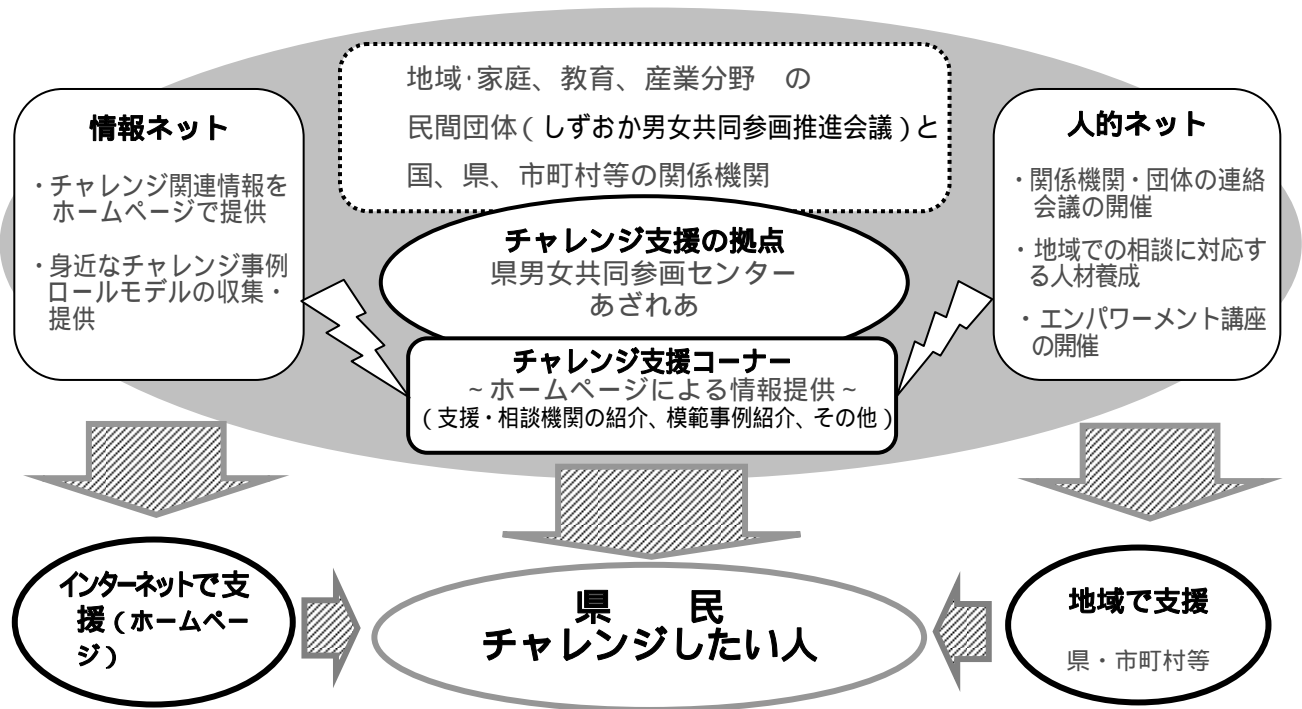 地域・家庭、教育、産業分野　の
民間団体(しずおか男女共同参画推進会議)と
国、県、市町村等の関係機関
情報ネット
・チャレンジ関連情報を
ホームページで提供
・身近なチャレンジ事例
ロールモデルの収集・
提供
人的ネット
・関係機関・団体の連絡
会議の開催
・地域での相談に対応す
る人材養成
・エンパワーメント講座
の開催
チャレンジ支援の拠点
県男女共同参画センター
あざれあ
チャレンジ支援コーナー
~ホームページによる情報提供~
(支援・相談機関の紹介、模範事例紹介、その他)
インターネットで支
援(ホームペー
ジ)
県　　民
チャレンジしたい人
地域で支援
県・市町村等